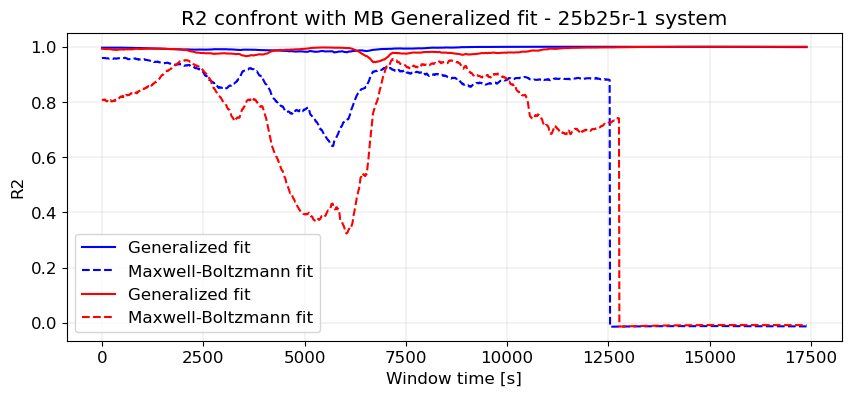 R2 confront with MB Generalized fit - 25b25r-1 system
1.0
0.8
0.6
0.4
0.2
0.0
R2
Generalized fit
Maxwell-Boltzmann fit
Generalized fit
Maxwell-Boltzmann fit
0 2500 5000 7500 10000 12500 15000 17500
Window time [s]